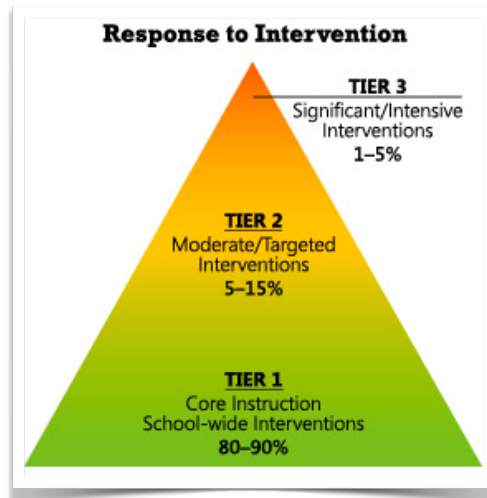 Response to Intervention
TIER 3
Significant/Intensive
Interventions
1–5%
TIER 2
Moderate/Targeted
Interventions
5–15%
TIER 1
Core Instruction
School-wide Interventions
80–90%